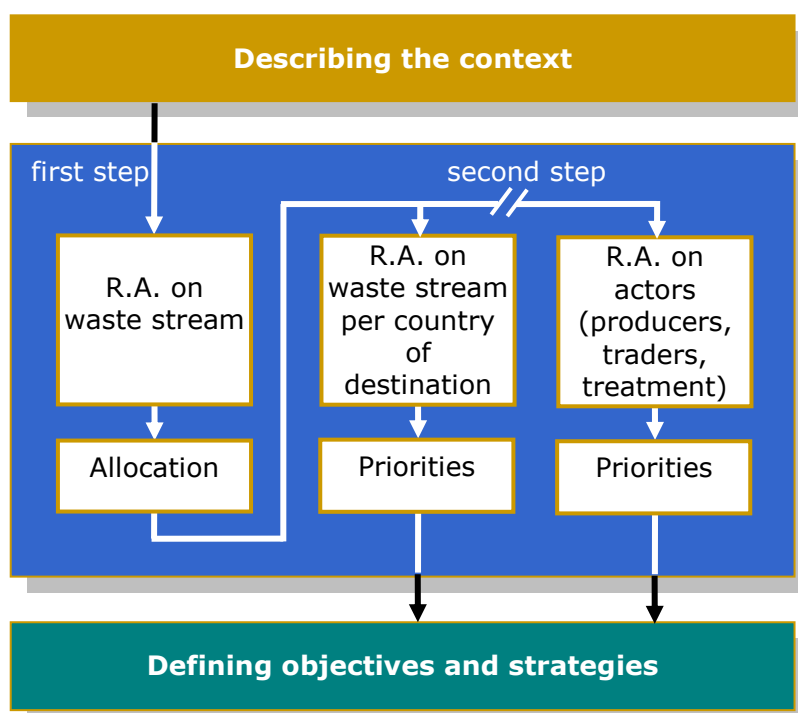 Describing the context
first step
second step
R.A. on
waste stream
R.A. on
waste stream
per country
of
destination
R.A. on
actors
(producers,
traders,
treatment)
Allocation
Priorities
Priorities
Defining objectives and strategies